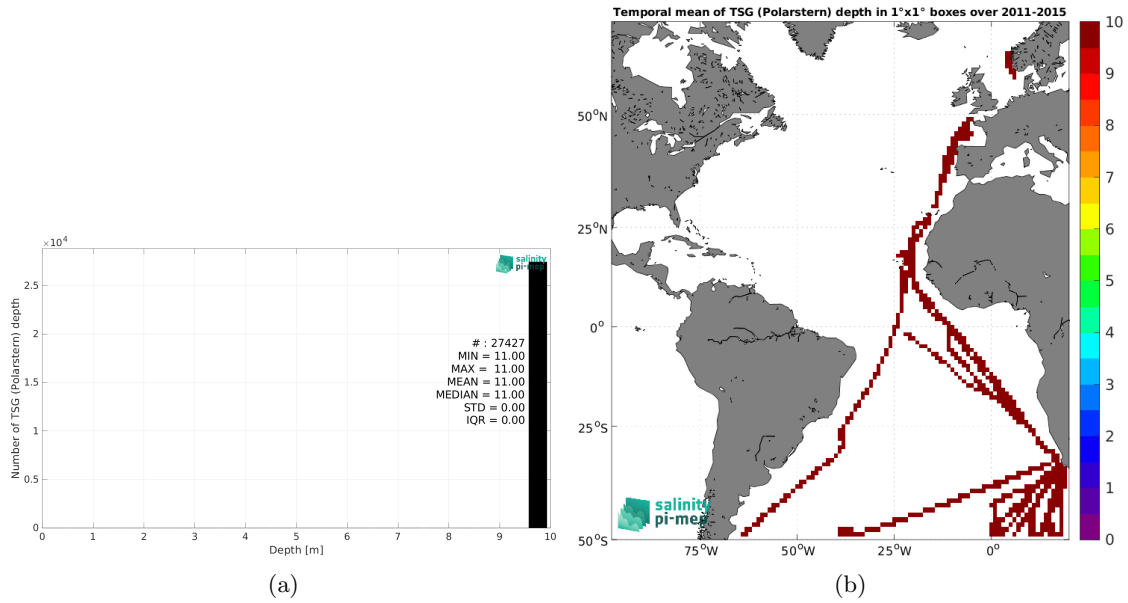 ×10⁴
2.5
2
1.5
1
0.5
0
Number of TSG (Polarstern) depth
salinity
pi-mep
# : 27427
MIN = 11.00
MAX = 11.00
MEAN = 11.00
MEDIAN = 11.00
STD = 0.00
IQR = 0.00
0 1 2 3 4 5 6 7 8 9 10
Depth [m]
(a)
Temporal mean of TSG (Polarstern) depth in 1°x1° boxes over 2011-2015
50°N
25°N
0°
25°S
50°S
75°W 50°W 25°W 0°
salinity
pi-mep
10
9
8
7
6
5
4
3
2
1
0
(b)